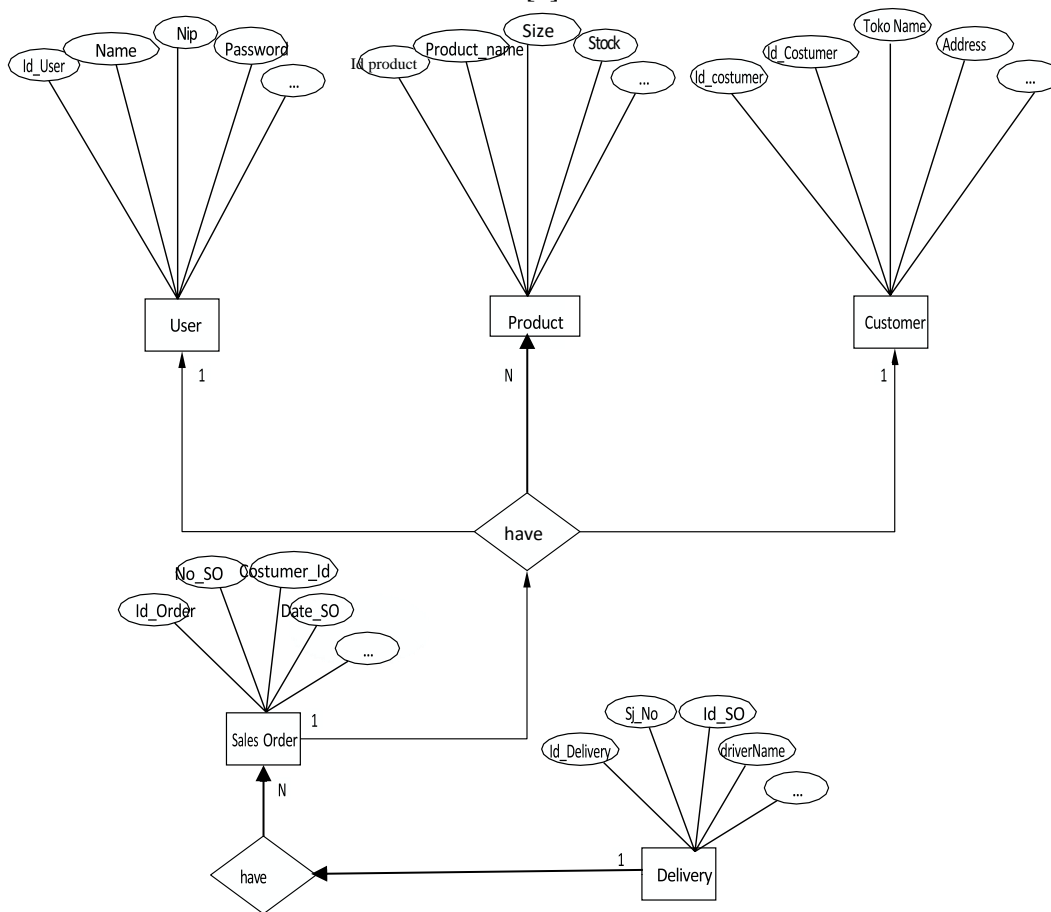 Id_User
Name
Nip
Password
...
Id product
Product_name
Size
Stock
...
Id_costumer
Id_Costumer
Toko Name
Address
...
User
Product
Customer
1
N
1
have
Id_Order
No_SO
Costumer_Id
Date_SO
...
Sales Order
1
N
have
Id_Delivery
Sj_No
Id_SO
driverName
...
Delivery
1